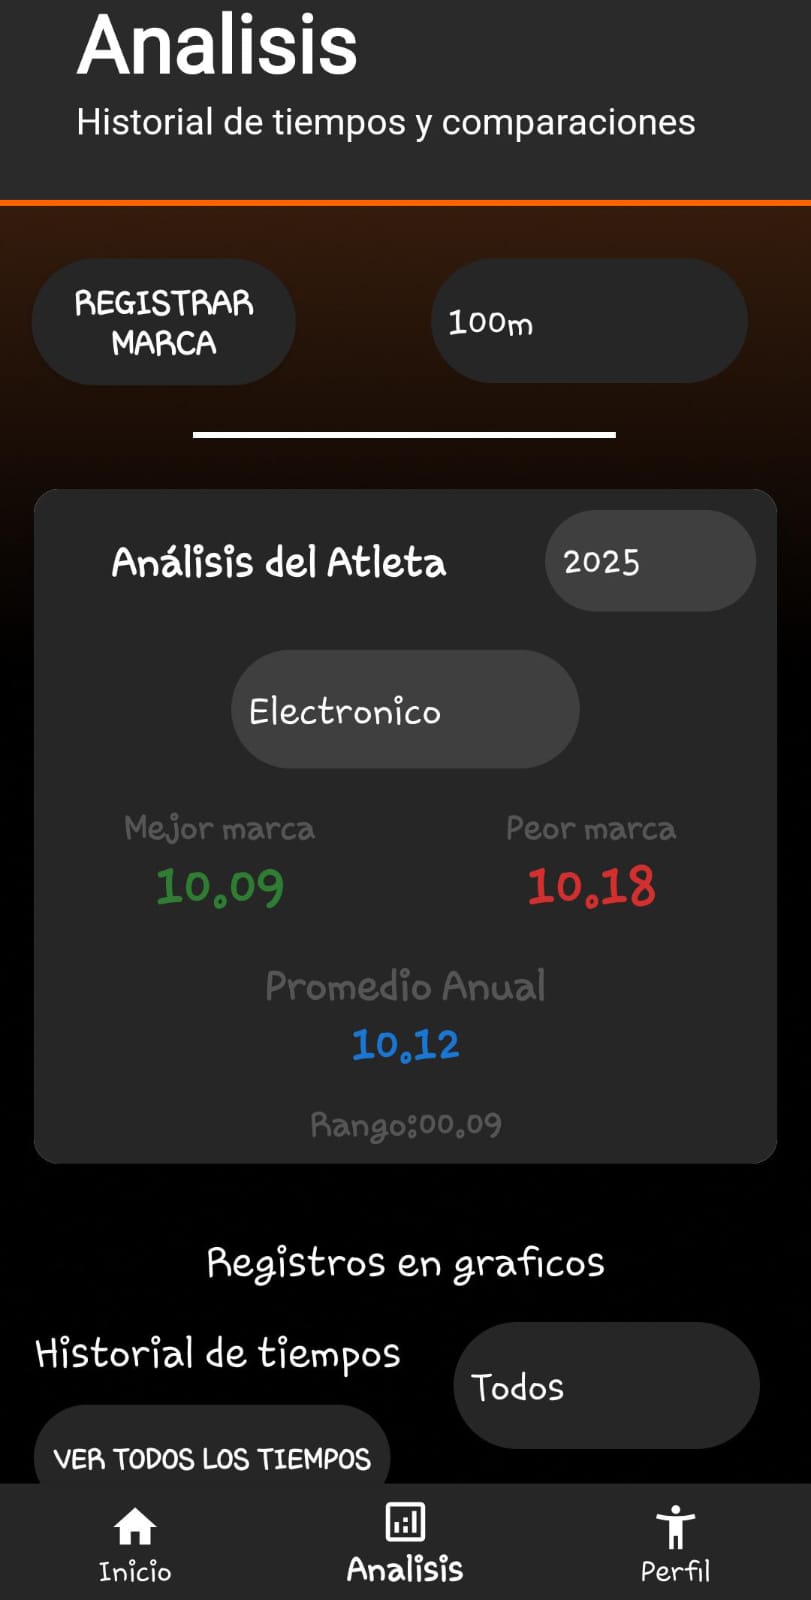 Analisis
Historial de tiempos y comparaciones
REGISTRAR
MARCA
100m
Análisis del Atleta
2025
Electronico
Mejor marca
Peor marca
10.09
10.18
Promedio Anual
10.12
Rango:00.09
Registros en graficos
Historial de tiempos
Todos
VER TODOS LOS TIEMPOS
Inicio
Analisis
Perfil